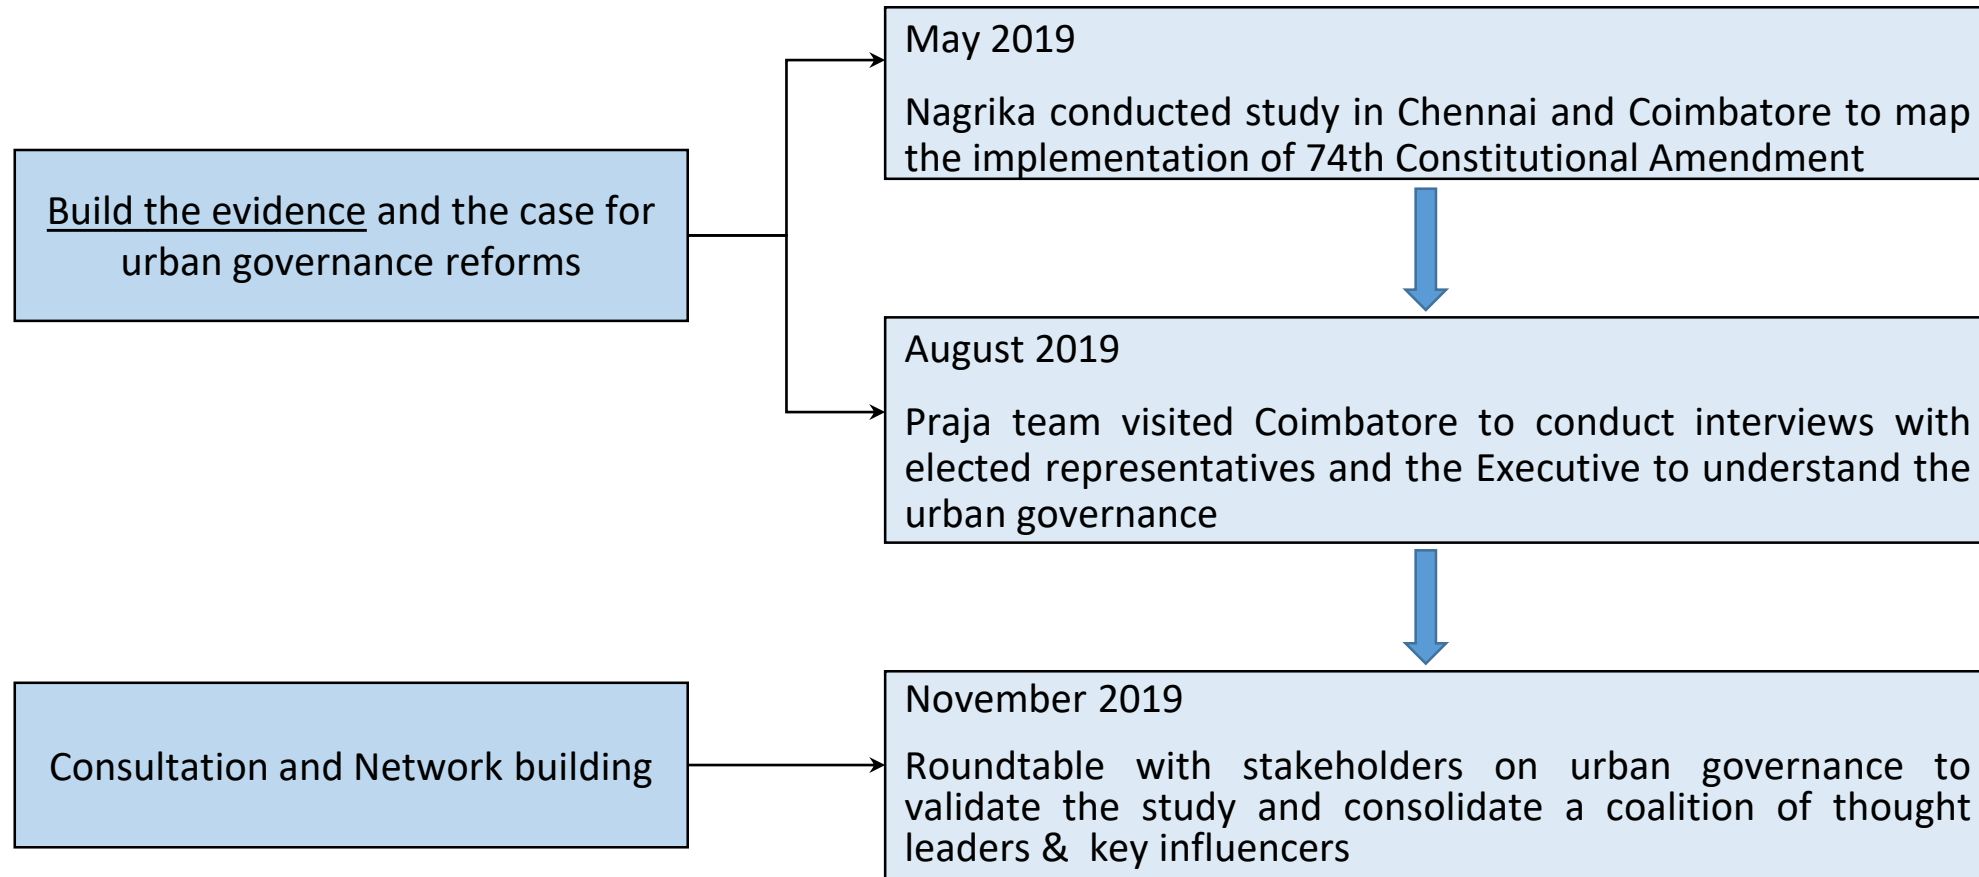 May 2019
Nagrika conducted study in Chennai and Coimbatore to map
the implementation of 74th Constitutional Amendment
Build the evidence and the case for
urban governance reforms
August 2019
Praja team visited Coimbatore to conduct interviews with
elected representatives and the Executive to understand the
urban governance
Consultation and Network building
November 2019
Roundtable with stakeholders on urban governance to
validate the study and consolidate a coalition of thought
leaders & key influencers